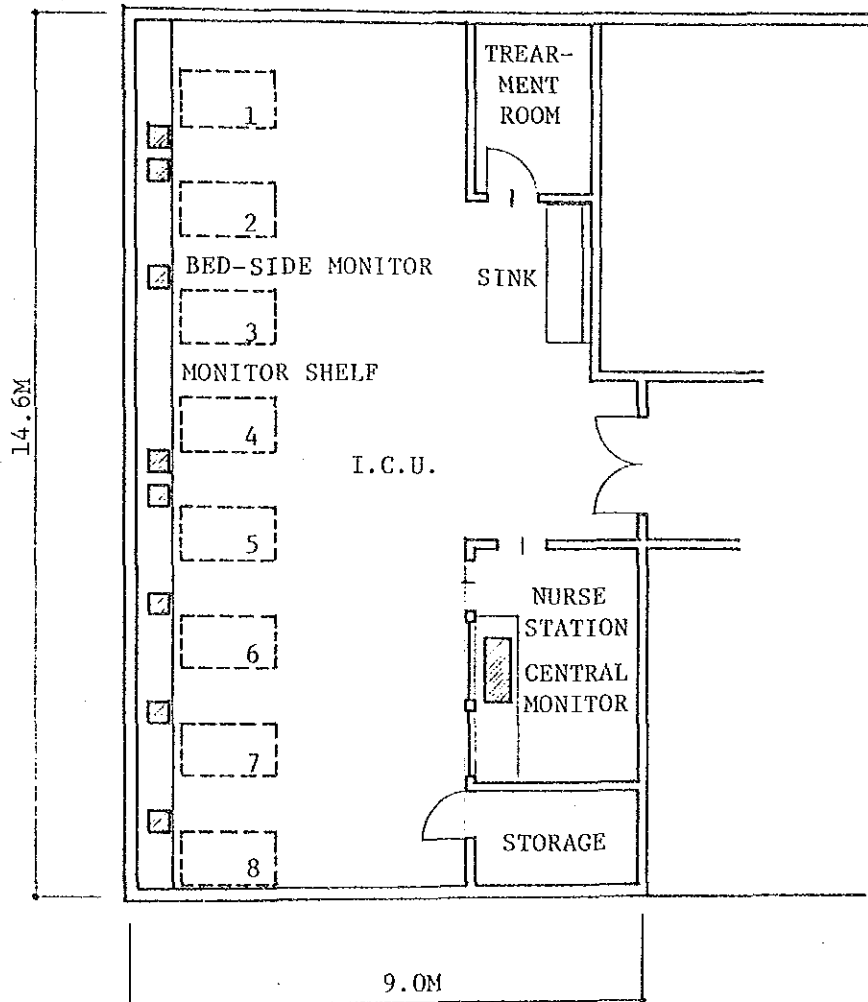 TREAR-
MENT
ROOM
1
2
BED-SIDE MONITOR
SINK
3
MONITOR SHELF
14.6M
4
I.C.U.
5
NURSE
STATION
6
CENTRAL
MONITOR
7
STORAGE
8
9.0M